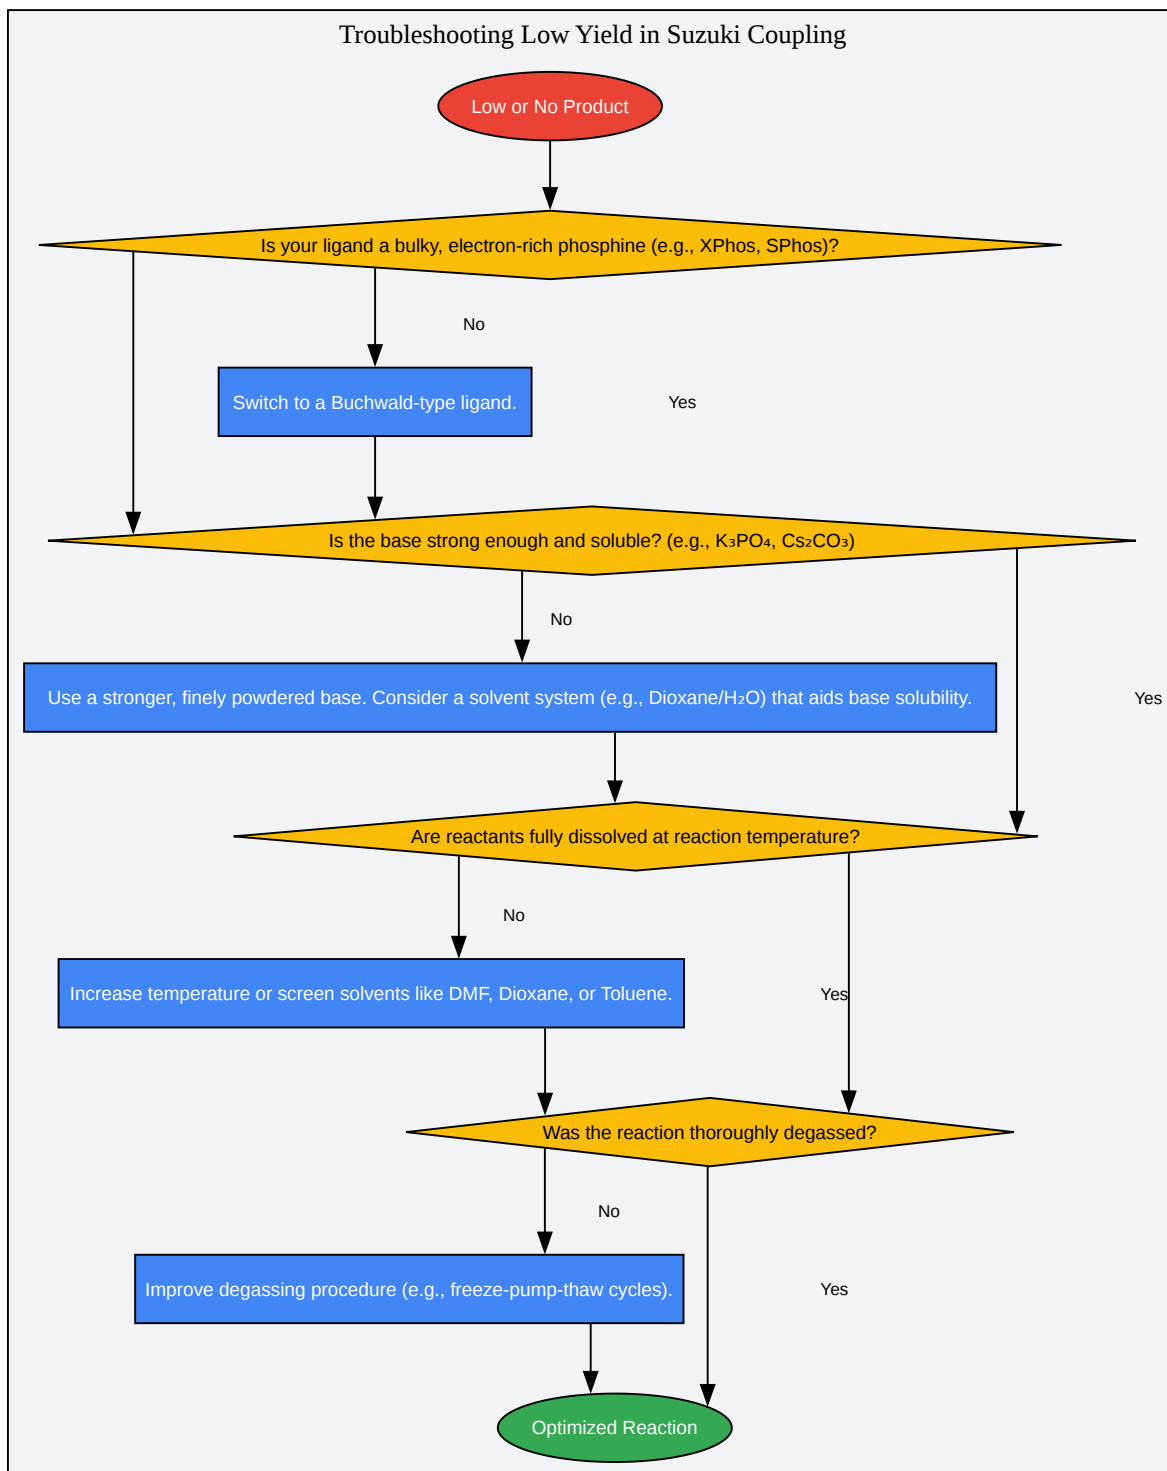 Troubleshooting Low Yield in Suzuki Coupling
Low or No Product
Is your ligand a bulky, electron-rich phosphine (e.g., XPhos, SPhos)?
No
Switch to a Buchwald-type ligand.
Yes
Is the base strong enough and soluble? (e.g., K₃PO₄, Cs₂CO₃)
No
Use a stronger, finely powdered base. Consider a solvent system (e.g., Dioxane/H₂O) that aids base solubility.
Yes
Are reactants fully dissolved at reaction temperature?
No
Increase temperature or screen solvents like DMF, Dioxane, or Toluene.
Yes
Was the reaction thoroughly degassed?
No
Improve degassing procedure (e.g., freeze-pump-thaw cycles).
Yes
Optimized Reaction